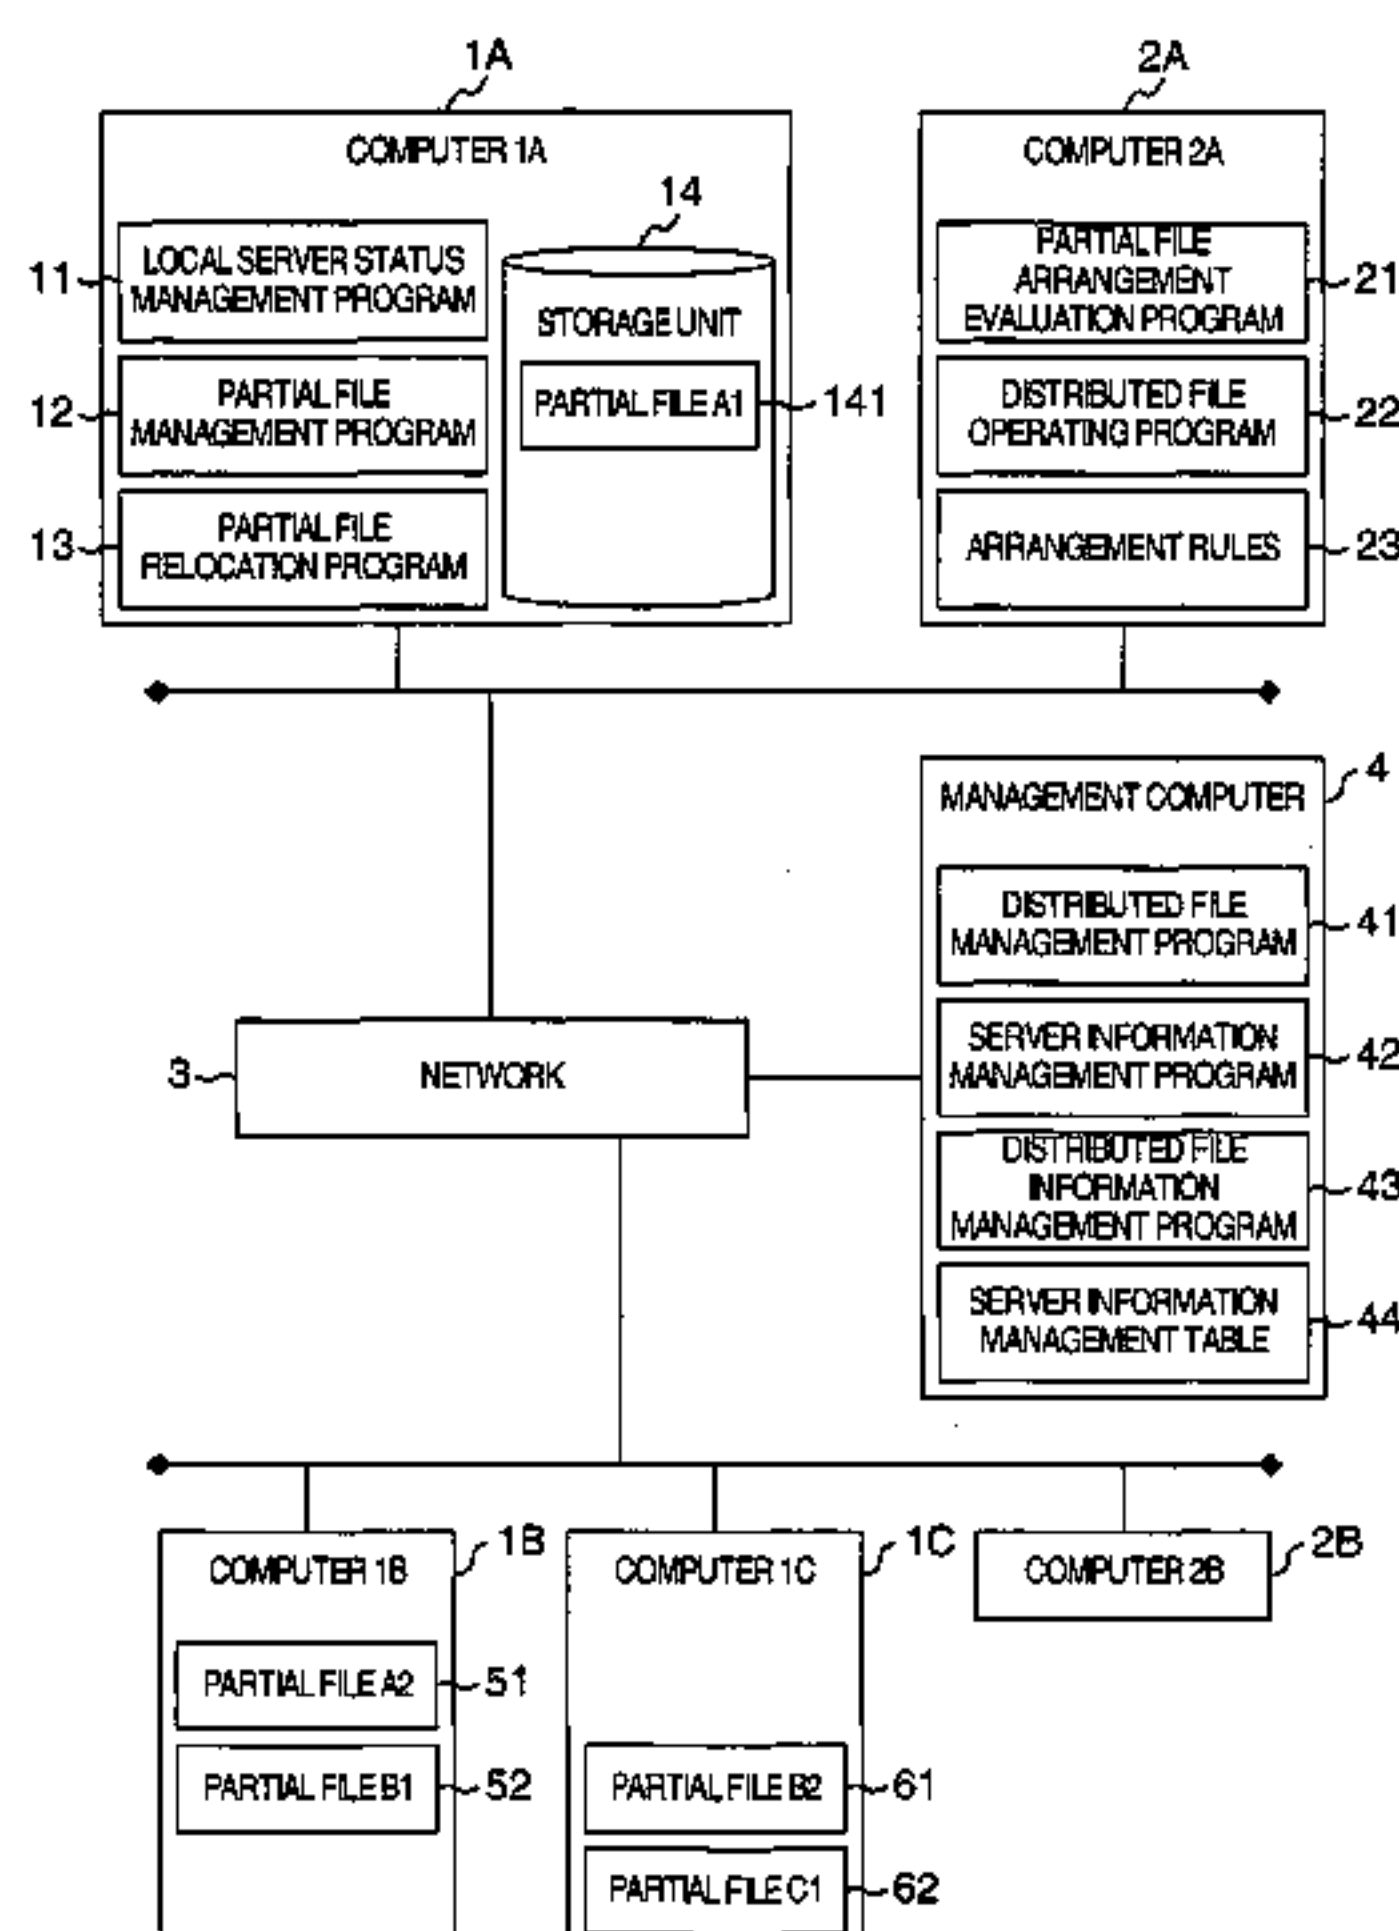 1A
2A
COMPUTER 1A
COMPUTER 2A
14
LOCAL SERVER STATUS
MANAGEMENT PROGRAM
11
STORAGE UNIT
PARTIAL FILE A1
141
PARTIAL FILE
MANAGEMENT PROGRAM
12
PARTIAL FILE
RELOCATION PROGRAM
13
PARTIAL FILE
ARRANGEMENT
EVALUATION PROGRAM
21
DISTRIBUTED FILE
OPERATING PROGRAM
22
ARRANGEMENT RULES
23
4
MANAGEMENT COMPUTER
DISTRIBUTED FILE
MANAGEMENT PROGRAM
41
SERVER INFORMATION
MANAGEMENT PROGRAM
42
DISTRIBUTED FILE
INFORMATION
MANAGEMENT PROGRAM
43
SERVER INFORMATION
MANAGEMENT TABLE
44
3
NETWORK
1B
COMPUTER 1B
PARTIAL FILE A2
51
PARTIAL FILE B1
52
1C
COMPUTER 1C
PARTIAL FILE B2
61
PARTIAL FILE C1
62
2B
COMPUTER 2B